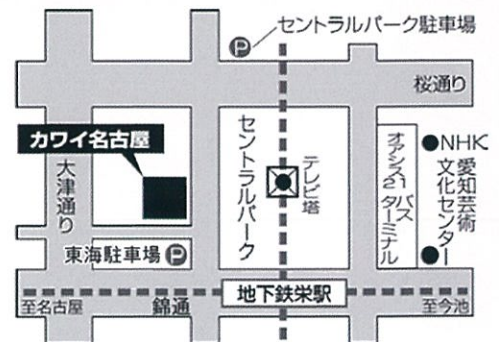 セントラルパーク駐車場
P
桜通り
カワイ名古屋
大津通り
セントラルパーク
テレビ塔
オアシス21
バスターミナル
NHK
愛知芸術
文化センター
東海駐車場 P
地下鉄栄駅
至名古屋
錦通
至今池